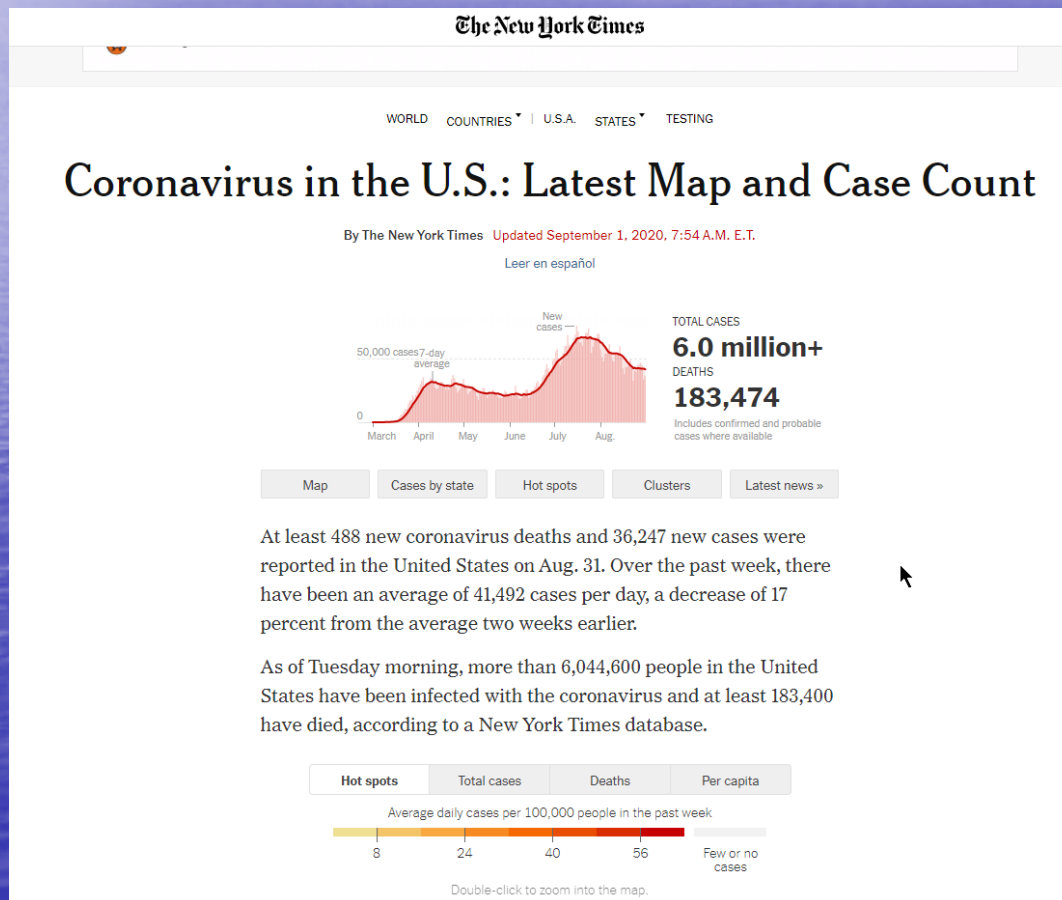 The New York Times
WORLD COUNTRIES | U.S.A. STATES TESTING
Coronavirus in the U.S.: Latest Map and Case Count
By The New York Times Updated September 1, 2020, 7:54 A.M. E.T.
Leer en español
New
cases
50,000 cases
7-day
average
0
March April May June July Aug.
TOTAL CASES
6.0 million+
DEATHS
183,474
Includes confirmed and probable
cases where available
Map Cases by state Hot spots Clusters Latest news »
At least 488 new coronavirus deaths and 36,247 new cases were
reported in the United States on Aug. 31. Over the past week, there
have been an average of 41,492 cases per day, a decrease of 17
percent from the average two weeks earlier.
As of Tuesday morning, more than 6,044,600 people in the United
States have been infected with the coronavirus and at least 183,400
have died, according to a New York Times database.
Hot spots Total cases Deaths Per capita
Average daily cases per 100,000 people in the past week
8 24 40 56 Few or no
cases
Double-click to zoom into the map.